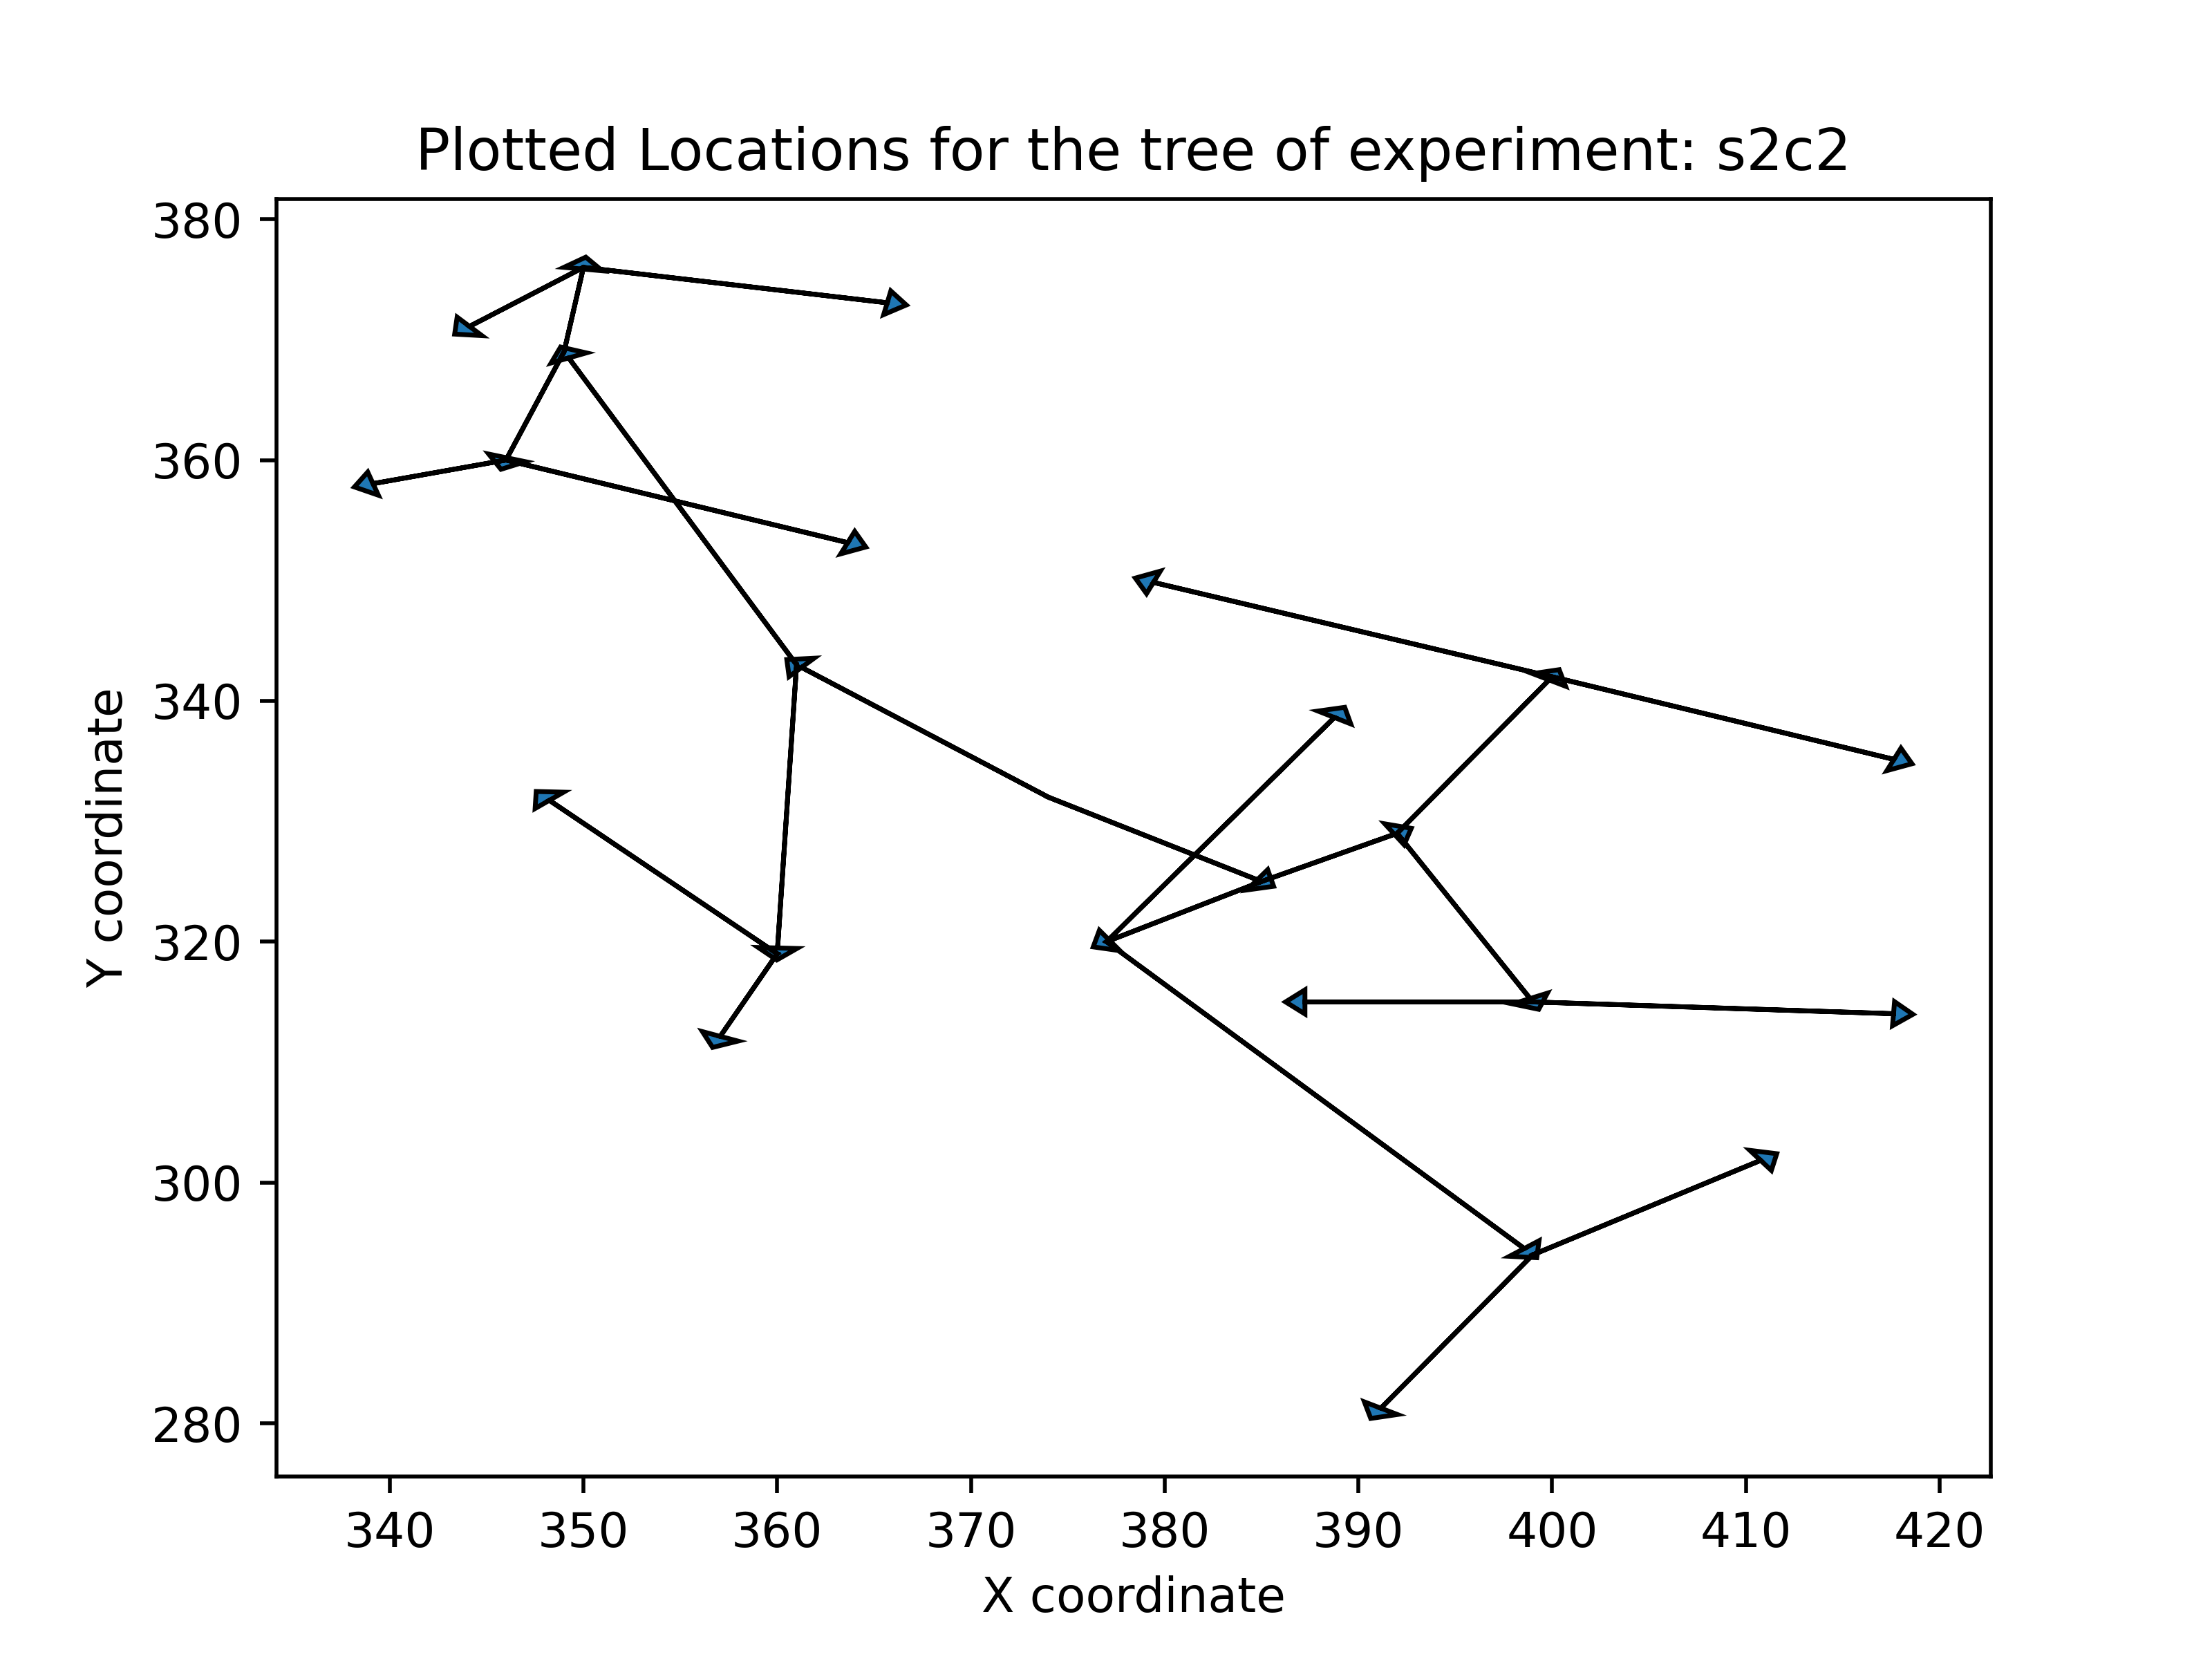 Plotted Locations for the tree of experiment: s2c2
380
360
340
320
300
280
Y coordinate
340 350 360 370 380 390 400 410 420
X coordinate